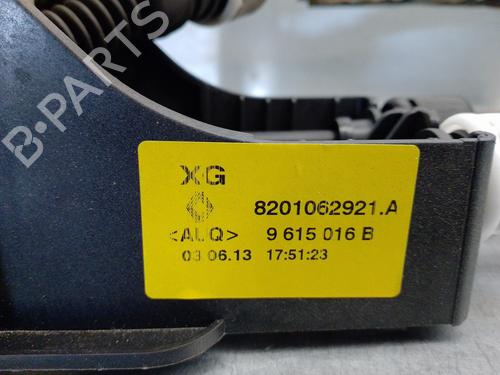 B-PARTS
XG
8201062921.A
<ALQ> 9 615 016 B
03.06.13 17:51:23